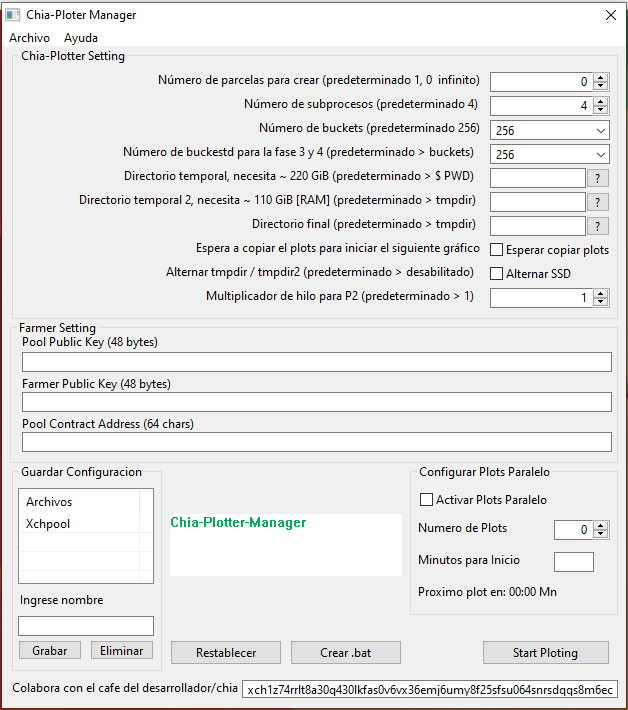 Chia-Ploter Manager
Archivo Ayuda
Chia-Plotter Setting
Número de parcelas para crear (predeterminado 1, 0 infinito) 0
Número de subprocesos (predeterminado 4) 4
Número de buckets (predeterminado 256) 256
Número de buckestd para la fase 3 y 4 (predeterminado > buckets) 256
Directorio temporal, necesita ~ 220 GiB (predeterminado > $ PWD) ?
Directorio temporal 2, necesita ~ 110 GiB [RAM] (predeterminado > tmpdir) ?
Directorio final (predeterminado > tmpdir) ?
Espera a copiar el plots para iniciar el siguiente gráfico Esperar copiar plots
Alternar tmpdir / tmpdir2 (predeterminado > desabilitado) Alternar SSD
Multiplicador de hilo para P2 (predeterminado > 1) 1
Farmer Setting
Pool Public Key (48 bytes)
Farmer Public Key (48 bytes)
Pool Contract Address (64 chars)
Guardar Configuracion
Archivos
Xchpool
Ingrese nombre
Grabar Eliminar
Chia-Plotter-Manager
Configurar Plots Paralelo
Activar Plots Paralelo
Numero de Plots 0
Minutos para Inicio
Proximo plot en: 00:00 Mn
Restablecer Crear .bat Start Ploting
Colabora con el cafe del desarrollador/chia xch1z74rrlt8a30q430lkfas0v6vx36emj6umy8f25sfsu064snrsdqqs8m6ec